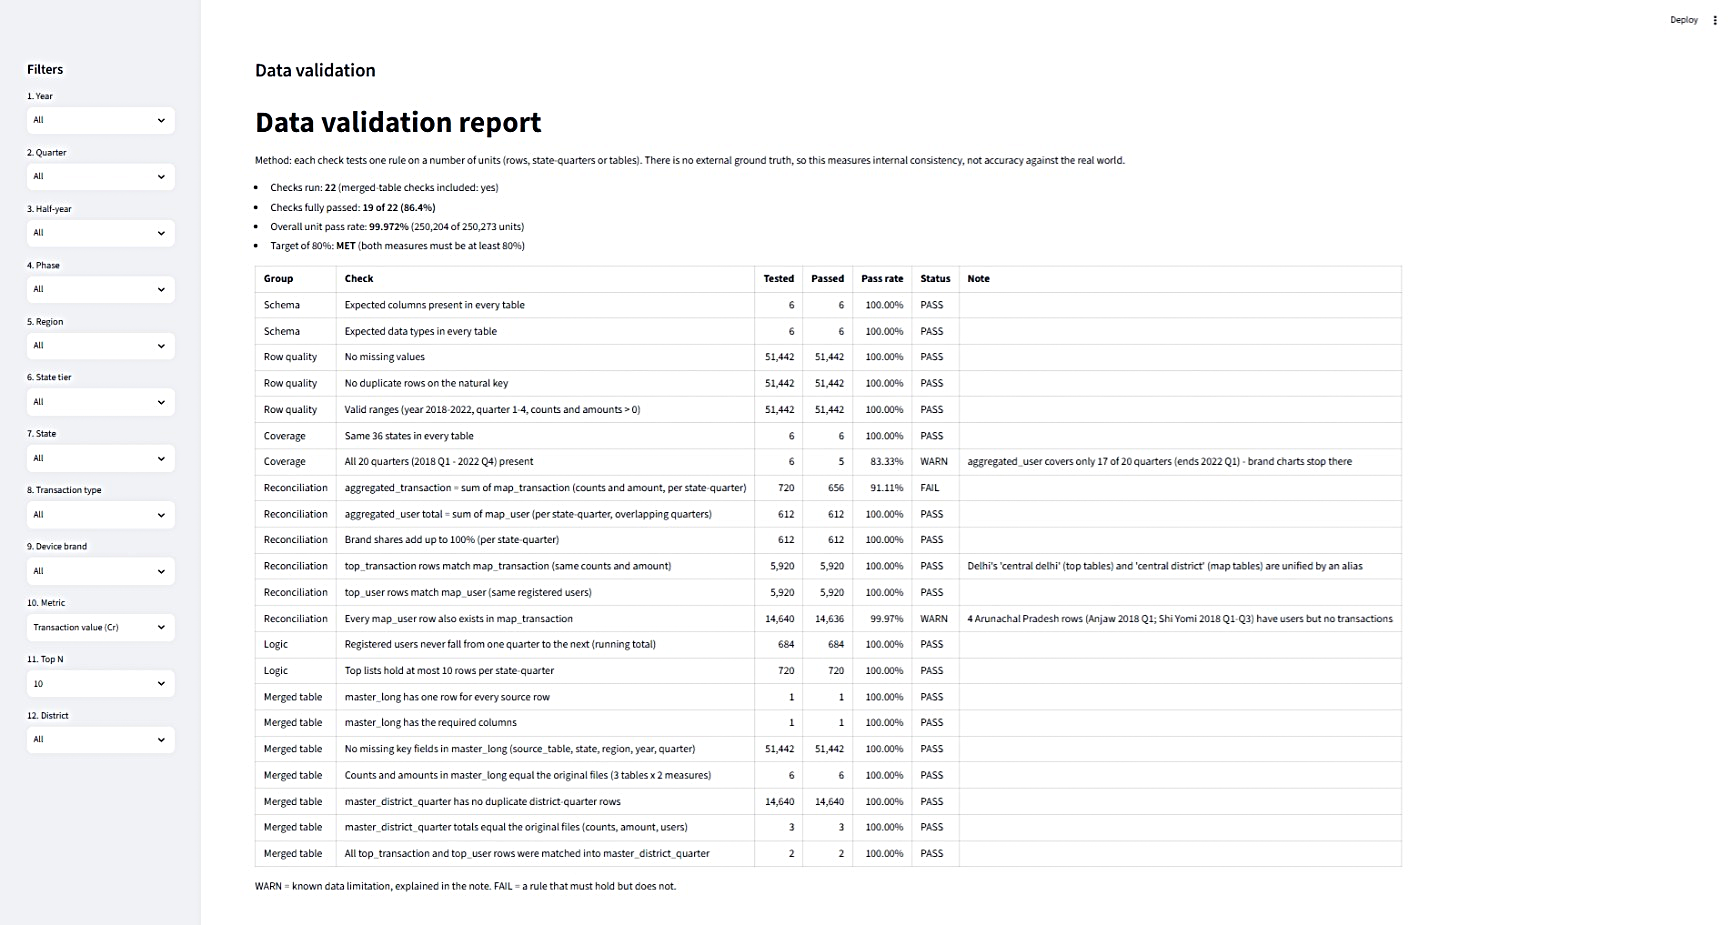 Deploy
Filters
1. Year
All
2. Quarter
All
3. Half-year
All
4. Phase
All
5. Region
All
6. State tier
All
7. State
All
8. Transaction type
All
9. Device brand
All
10. Metric
Transaction value (Cr)
11. Top N
10
12. District
All
Data validation
Data validation report
Method: each check tests one rule on a number of units (rows, state-quarters or tables). There is no external ground truth, so this measures internal consistency, not accuracy against the real world.
• Checks run: 22 (merged-table checks included: yes)
• Checks fully passed: 19 of 22 (86.4%)
• Overall unit pass rate: 99.972% (250,204 of 250,273 units)
• Target of 80%: MET (both measures must be at least 80%)
Group Check Tested Passed Pass rate Status Note
Schema Expected columns present in every table 6 6 100.00% PASS
Schema Expected data types in every table 6 6 100.00% PASS
Row quality No missing values 51,442 51,442 100.00% PASS
Row quality No duplicate rows on the natural key 51,442 51,442 100.00% PASS
Row quality Valid ranges (year 2018-2022, quarter 1-4, counts and amounts > 0) 51,442 51,442 100.00% PASS
Coverage Same 36 states in every table 6 6 100.00% PASS
Coverage All 20 quarters (2018 Q1 - 2022 Q4) present 6 5 83.33% WARN aggregated_user covers only 17 of 20 quarters (ends 2022 Q1) - brand charts stop there
Reconciliation aggregated_transaction = sum of map_transaction (counts and amount, per state-quarter) 720 656 91.11% FAIL
Reconciliation aggregated_user total = sum of map_user (per state-quarter, overlapping quarters) 612 612 100.00% PASS
Reconciliation Brand shares add up to 100% (per state-quarter) 612 612 100.00% PASS
Reconciliation top_transaction rows match map_transaction (same counts and amount) 5,920 5,920 100.00% PASS Delhi's 'central delhi' (top tables) and 'central district' (map tables) are unified by an alias
Reconciliation top_user rows match map_user (same registered users) 5,920 5,920 100.00% PASS
Reconciliation Every map_user row also exists in map_transaction 14,640 14,636 99.97% WARN 4 Arunachal Pradesh rows (Anjaw 2018 Q1; Shi Yomi 2018 Q1-Q3) have users but no transactions
Logic Registered users never fall from one quarter to the next (running total) 684 684 100.00% PASS
Logic Top lists hold at most 10 rows per state-quarter 720 720 100.00% PASS
Merged table master_long has one row for every source row 1 1 100.00% PASS
Merged table master_long has the required columns 1 1 100.00% PASS
Merged table No missing key fields in master_long (source_table, state, region, year, quarter) 51,442 51,442 100.00% PASS
Merged table Counts and amounts in master_long equal the original files (3 tables x 2 measures) 6 6 100.00% PASS
Merged table master_district_quarter has no duplicate district-quarter rows 14,640 14,640 100.00% PASS
Merged table master_district_quarter totals equal the original files (counts, amount, users) 3 3 100.00% PASS
Merged table All top_transaction and top_user rows were matched into master_district_quarter 2 2 100.00% PASS
WARN = known data limitation, explained in the note. FAIL = a rule that must hold but does not.